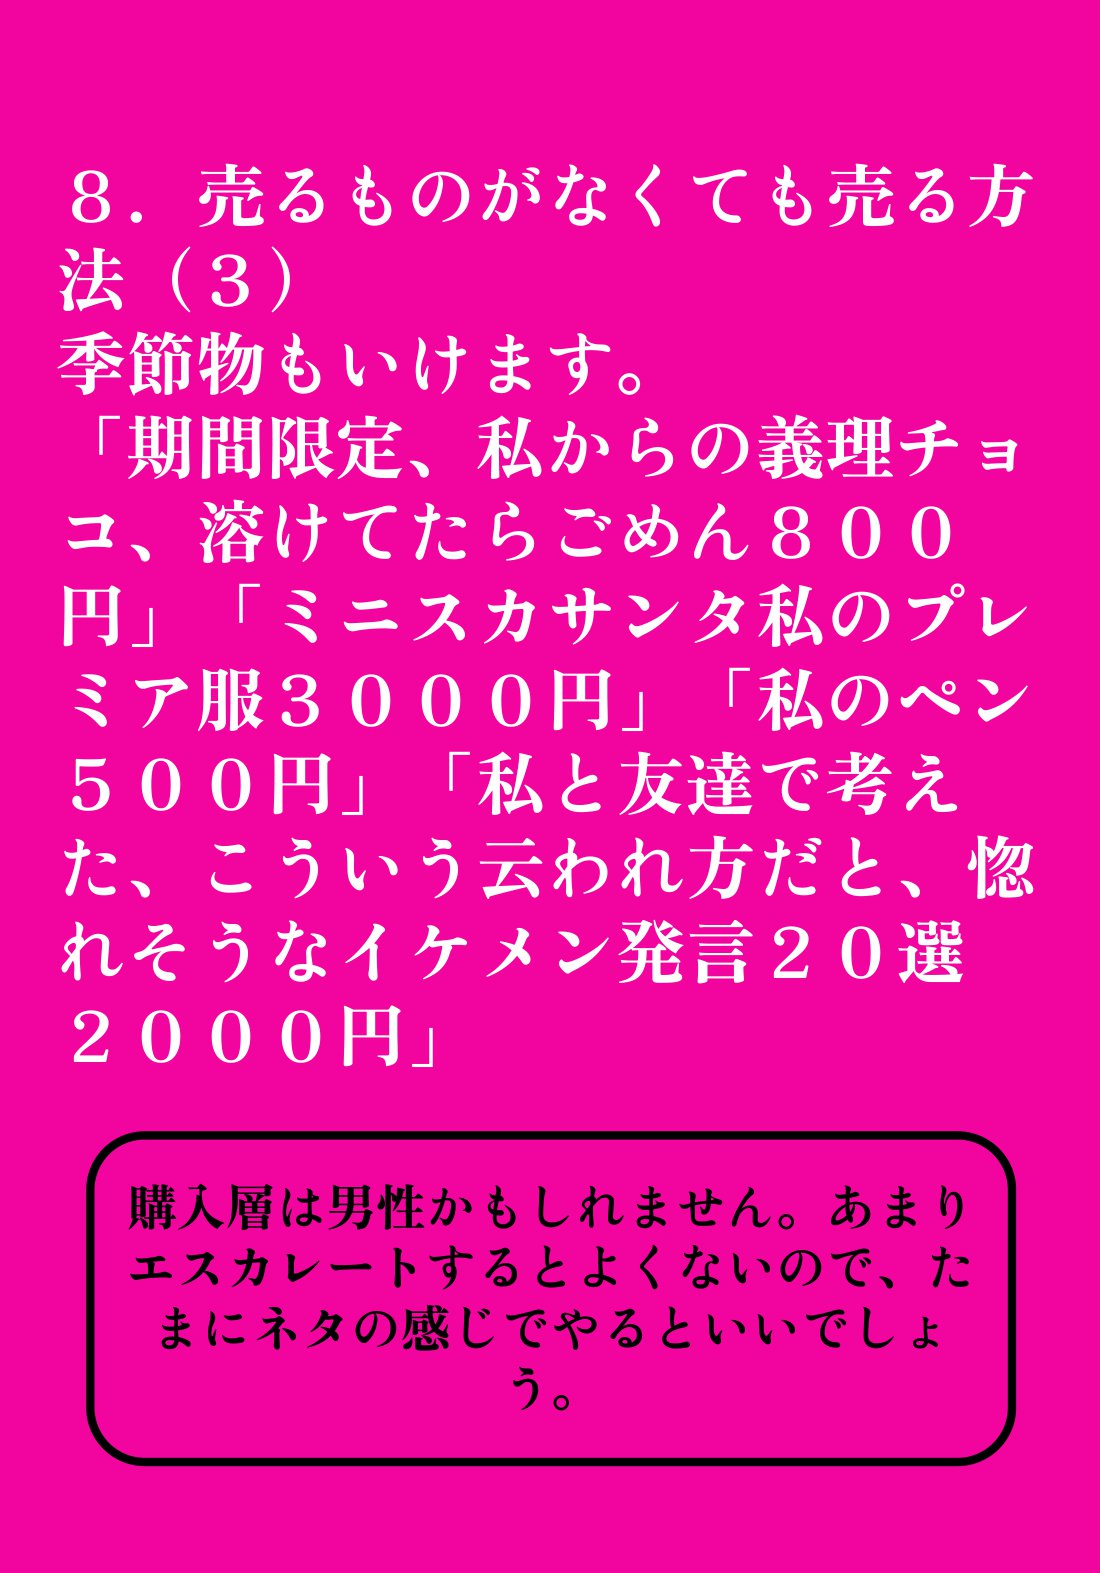 ８．売るものがなくても売る方
法（３）
季節物もいけます。
「期間限定、私からの義理チョ
コ、溶けてたらごめん８００
円」「ミニスカサンタ私のプレ
ミア服３０００円」「私のペン
５００円」「私と友達で考え
た、こういう云われ方だと、惚
れそうなイケメン発言２０選
２０００円」
購入層は男性かもしれません。あまり
エスカレートするとよくないので、た
まにネタの感じでやるといいでしょ
う。